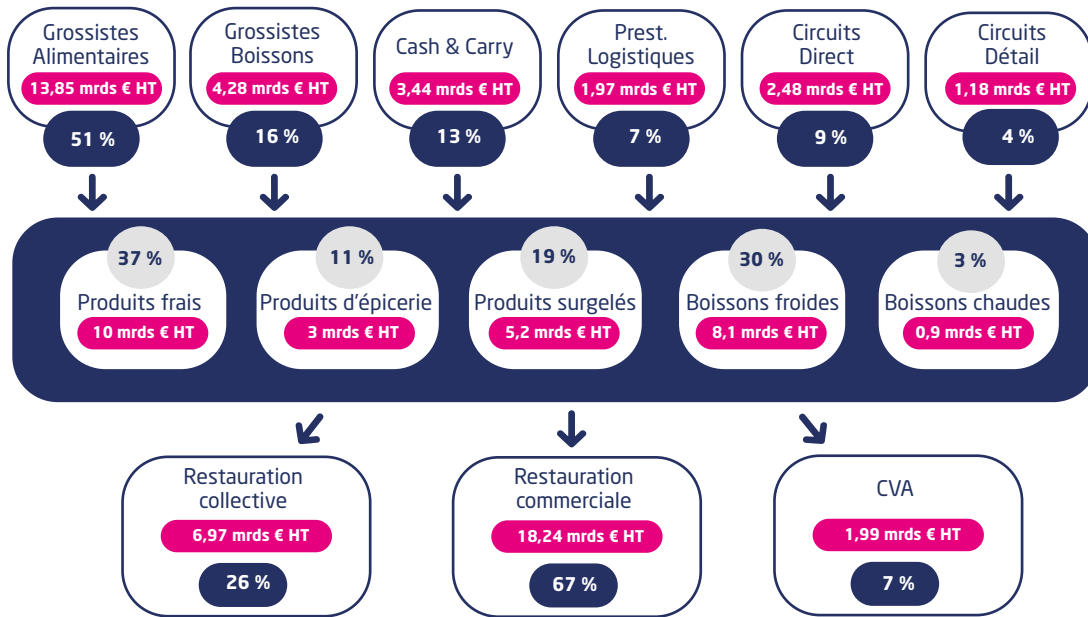 Grossistes
Alimentaires
13,85 mrds € HT
51 %
Grossistes
Boissons
4,28 mrds € HT
16 %
Cash & Carry
3,44 mrds € HT
13 %
Prest.
Logistiques
1,97 mrds € HT
7 %
Circuits
Direct
2,48 mrds € HT
9 %
Circuits
Détail
1,18 mrds € HT
4 %
37 %
Produits frais
10 mrds € HT
11 %
Produits d'épicerie
3 mrds € HT
19 %
Produits surgelés
5,2 mrds € HT
30 %
Boissons froides
8,1 mrds € HT
3 %
Boissons chaudes
0,9 mrds € HT
Restauration
collective
6,97 mrds € HT
26 %
Restauration
commerciale
18,24 mrds € HT
67 %
CVA
1,99 mrds € HT
7 %